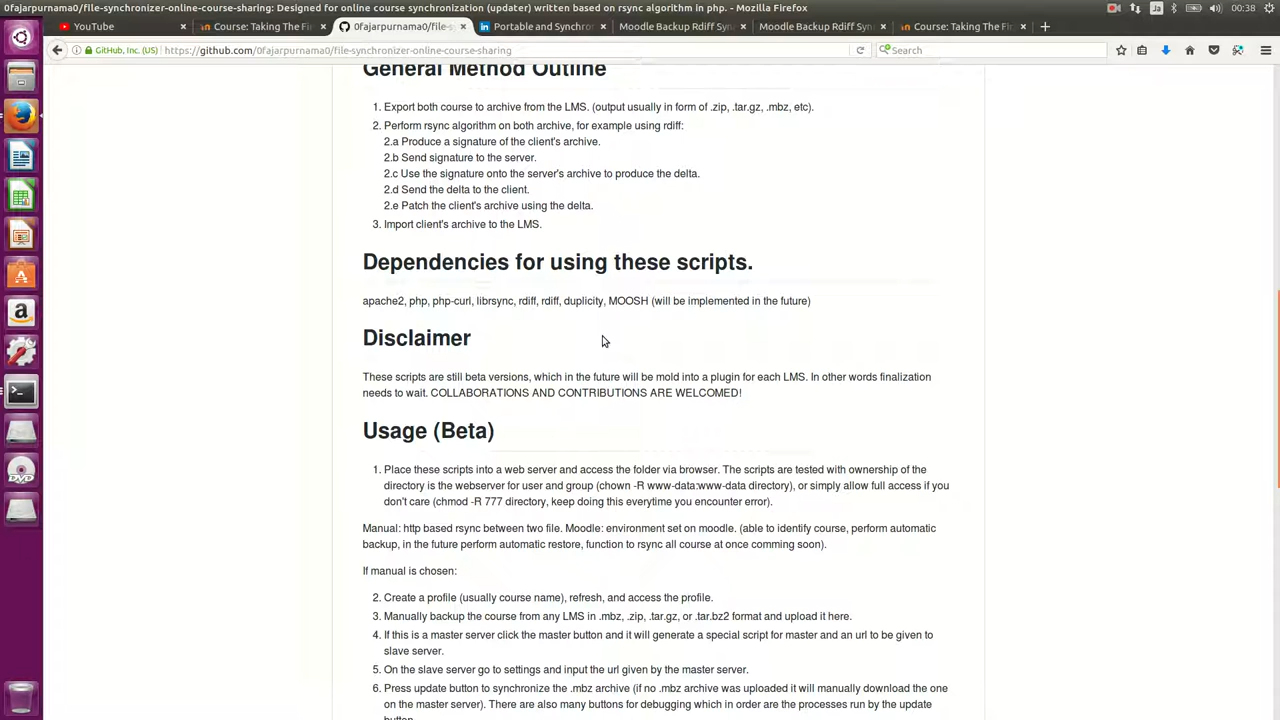 0fajarpurnama0/file-synchronizer-online-course-sharing: Designed for online course synchronization (updater) written based on rsync algorithm in php. - Mozilla Firefox
Ja
00:38
YouTube
Course: Taking The Fir
0fajarpurnama0/file-s
Portable and Synchro
Moodle Backup Rdiff Syn
Moodle Backup Rdiff Syn
Course: Taking The Fir
GitHub, Inc. (US)
https://github.com/0fajarpurnama0/file-synchronizer-online-course-sharing
Search
General Method Outline
1. Export both course to archive from the LMS. (output usually in form of .zip, .tar.gz, .mbz, etc).
2. Perform rsync algorithm on both archive, for example using rdiff:
2.a Produce a signature of the client's archive.
2.b Send signature to the server.
2.c Use the signature onto the server's archive to produce the delta.
2.d Send the delta to the client.
2.e Patch the client's archive using the delta.
3. Import client's archive to the LMS.
Dependencies for using these scripts.
apache2, php, php-curl, librsync, rdiff, rdiff, duplicity, MOOSH (will be implemented in the future)
Disclaimer
These scripts are still beta versions, which in the future will be mold into a plugin for each LMS. In other words finalization
needs to wait. COLLABORATIONS AND CONTRIBUTIONS ARE WELCOMED!
Usage (Beta)
1. Place these scripts into a web server and access the folder via browser. The scripts are tested with ownership of the
directory is the webserver for user and group (chown -R www-data:www-data directory), or simply allow full access if you
don't care (chmod -R 777 directory, keep doing this everytime you encounter error).
Manual: http based rsync between two file. Moodle: environment set on moodle. (able to identify course, perform automatic
backup, in the future perform automatic restore, function to rsync all course at once comming soon).
If manual is chosen:
2. Create a profile (usually course name), refresh, and access the profile.
3. Manually backup the course from any LMS in .mbz, .zip, .tar.gz, or .tar.bz2 format and upload it here.
4. If this is a master server click the master button and it will generate a special script for master and an url to be given to
slave server.
5. On the slave server go to settings and input the url given by the master server.
6. Press update button to synchronize the .mbz archive (if no .mbz archive was uploaded it will manually download the one
on the master server). There are also many buttons for debugging which in order are the processes run by the update
button.